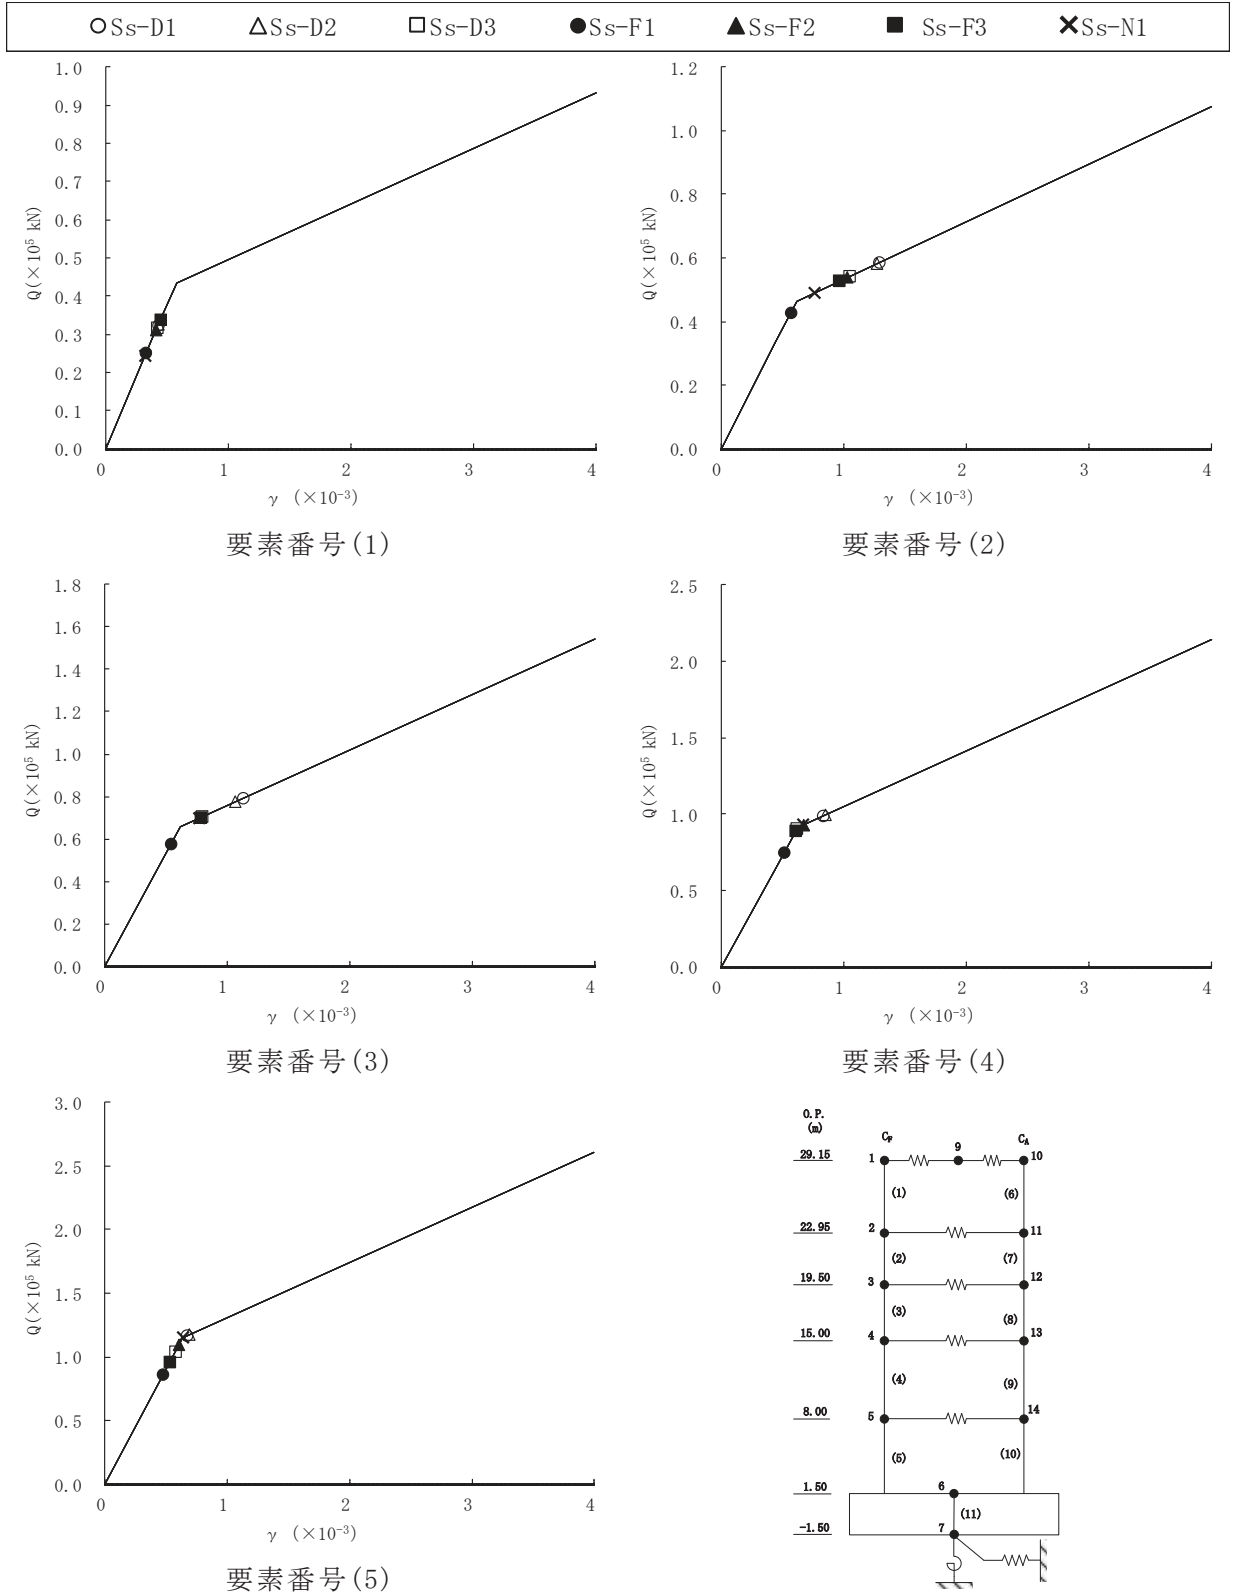 ○Ss-D1 △Ss-D2 □Ss-D3 ●Ss-F1 ▲Ss-F2 ■ Ss-F3 ×Ss-N1
1.0
0.9
0.8
0.7
0.6
0.5
0.4
0.3
0.2
0.1
0.0
Q(×10⁵ kN)
0 1 2 3 4
γ (×10⁻³)
要素番号(1)
1.2
1.0
0.8
0.6
0.4
0.2
0.0
Q(×10⁵ kN)
0 1 2 3 4
γ (×10⁻³)
要素番号(2)
1.8
1.6
1.4
1.2
1.0
0.8
0.6
0.4
0.2
0.0
Q(×10⁵ kN)
0 1 2 3 4
γ (×10⁻³)
要素番号(3)
2.5
2.0
1.5
1.0
0.5
0.0
Q(×10⁵ kN)
0 1 2 3 4
γ (×10⁻³)
要素番号(4)
3.0
2.5
2.0
1.5
1.0
0.5
0.0
Q(×10⁵ kN)
0 1 2 3 4
γ (×10⁻³)
要素番号(5)
O.P.
(m)
C_F C_A
29.15 1 9 10
(1) (6)
22.95 2 11
(2) (7)
19.50 3 12
(3) (8)
15.00 4 13
(4) (9)
8.00 5 14
(5) (10)
1.50 6
(11)
-1.50 7